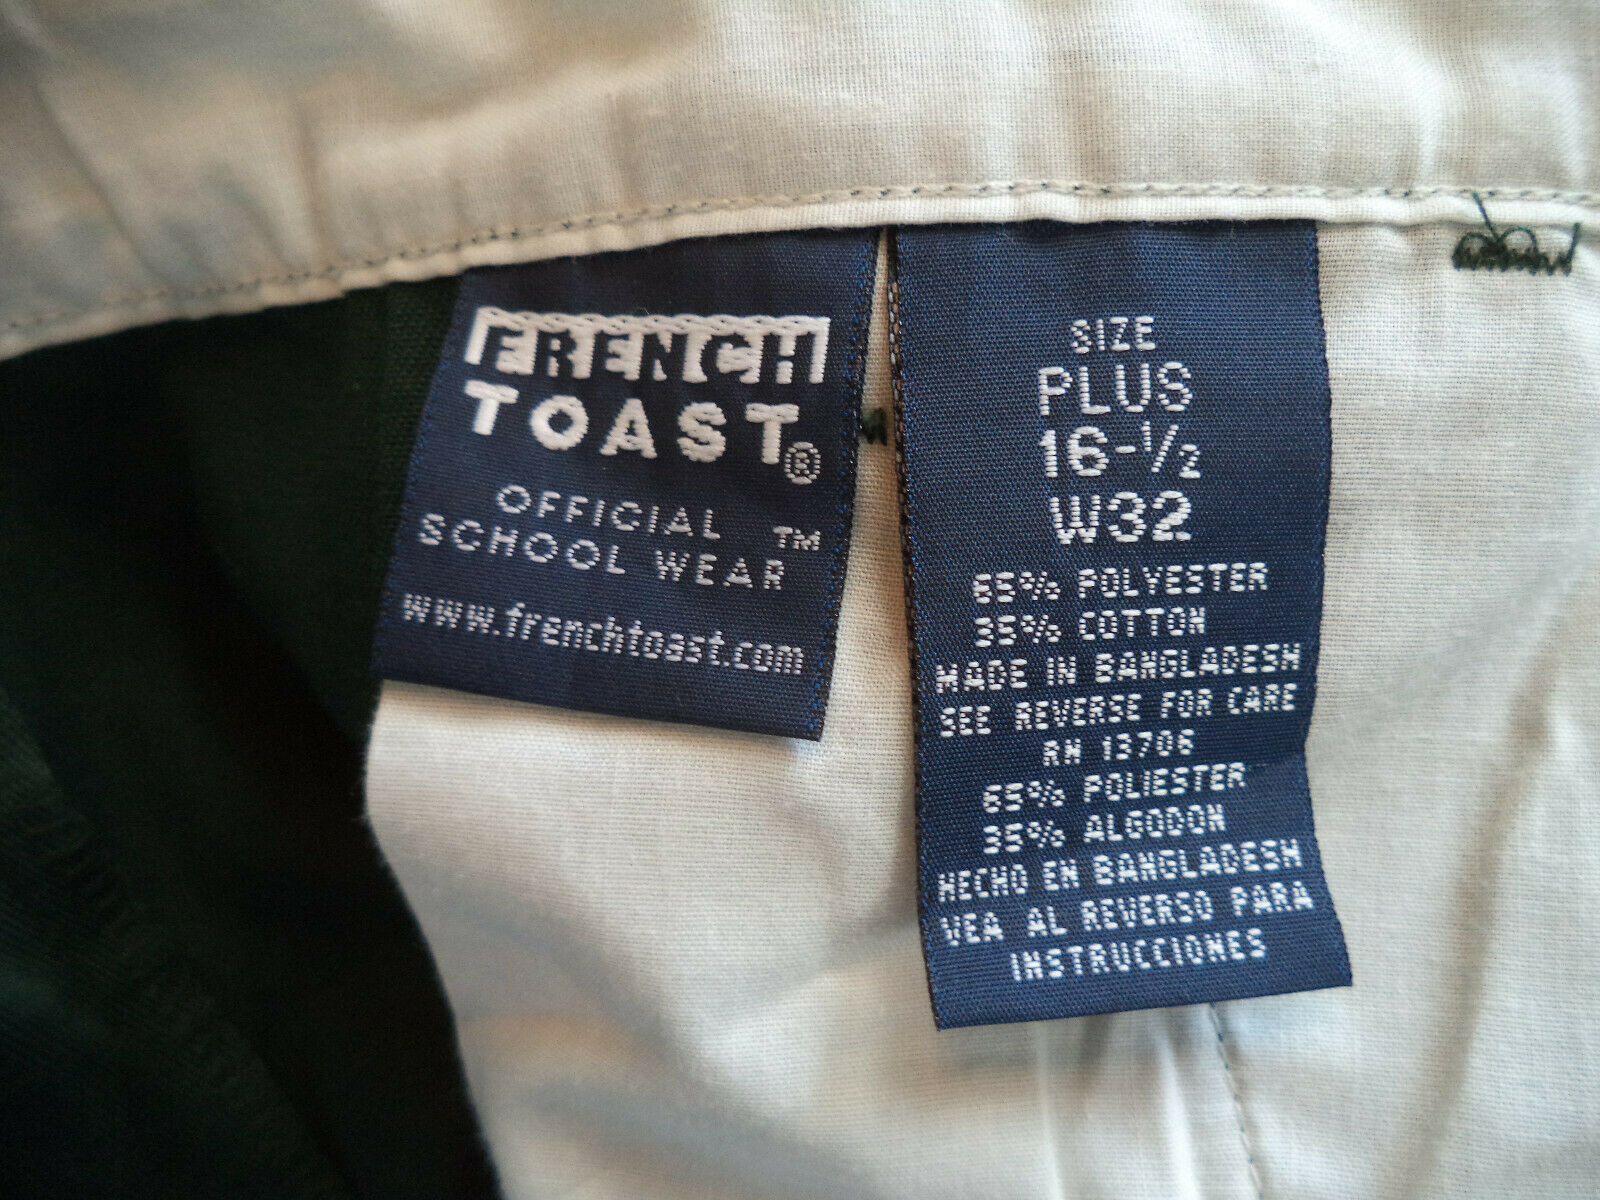 FRENCH
TOAST®
OFFICIAL
SCHOOL WEAR™
www.frenchtoast.com
SIZE
PLUS
16-1/2
W32
65% POLYESTER
35% COTTON
MADE IN BANGLADESH
SEE REVERSE FOR CARE
RN 13706
65% POLIESTER
35% ALGODON
HECHO EN BANGLADESH
VEA AL REVERSO PARA
INSTRUCCIONES